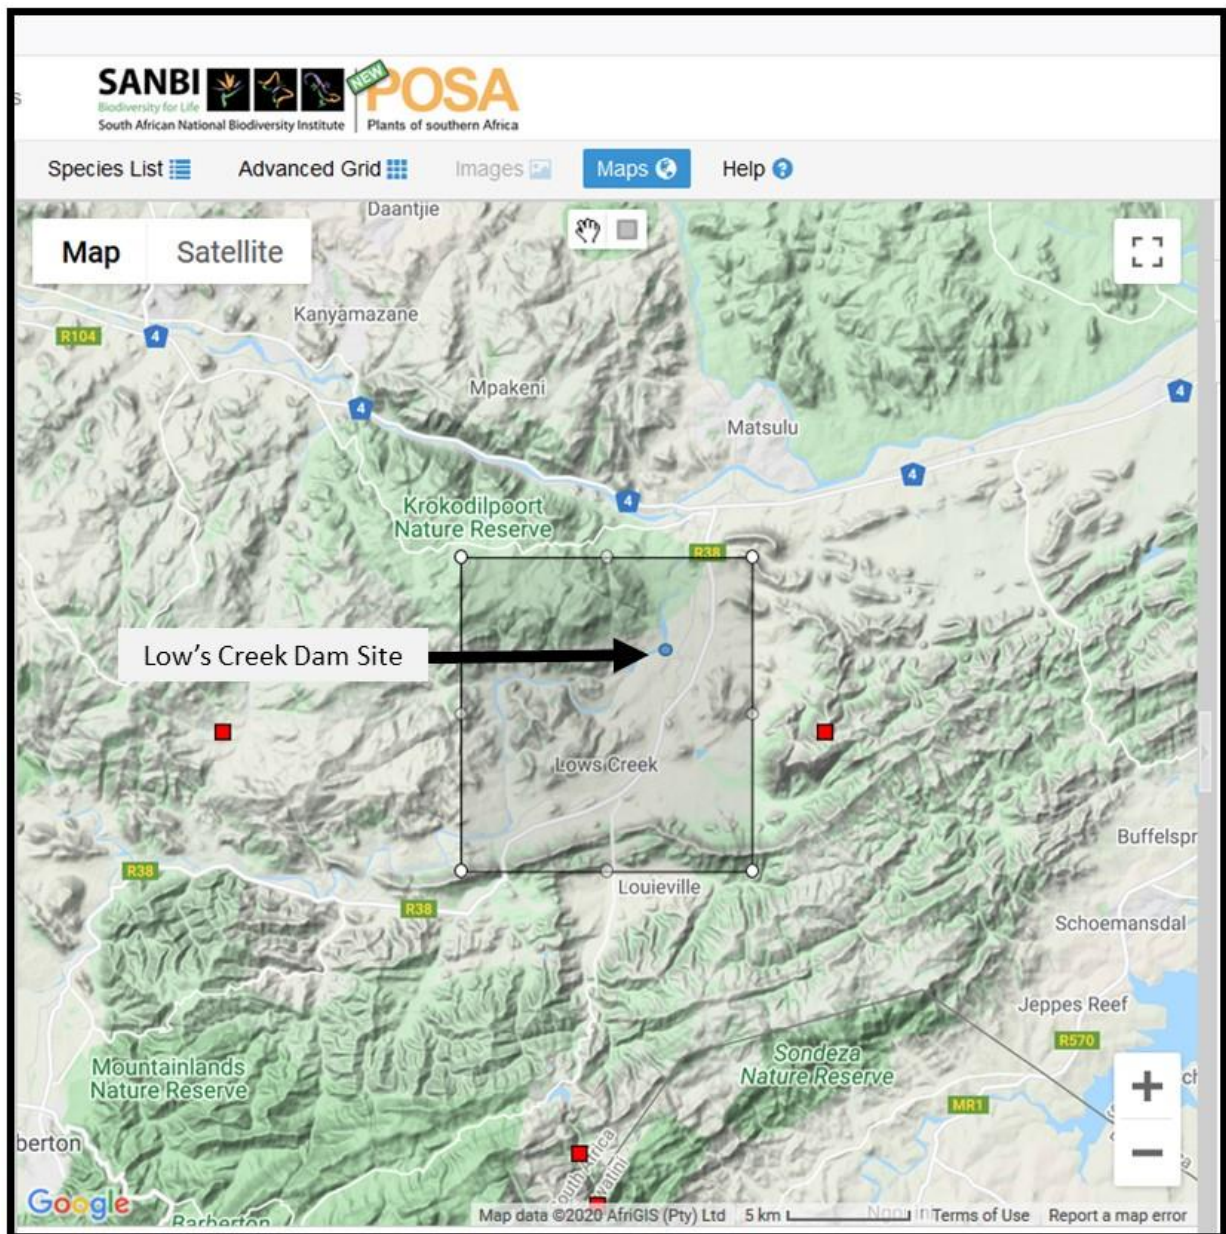 s
SANBI
Biodiversity for Life
South African National Biodiversity Institute
NEW
POSA
Plants of southern Africa
Species List
Advanced Grid
Images
Maps
Help ?
Daantjie
Map
Satellite
Kanyamazane
R104
4
Mpakeni
4
4
Matsulu
4
4
Krokodilpoort
Nature Reserve
R38
Low's Creek Dam Site
Lows Creek
Buffelspr
R38
Louieville
R38
Schoemansdal
Jeppes Reef
R570
Sondeza
Nature Reserve
Mountainlands
Nature Reserve
MR1
berton
South Africa
Google
Barberton
Map data ©2020 AfriGIS (Pty) Ltd
5 km
Terms of Use
Report a map error